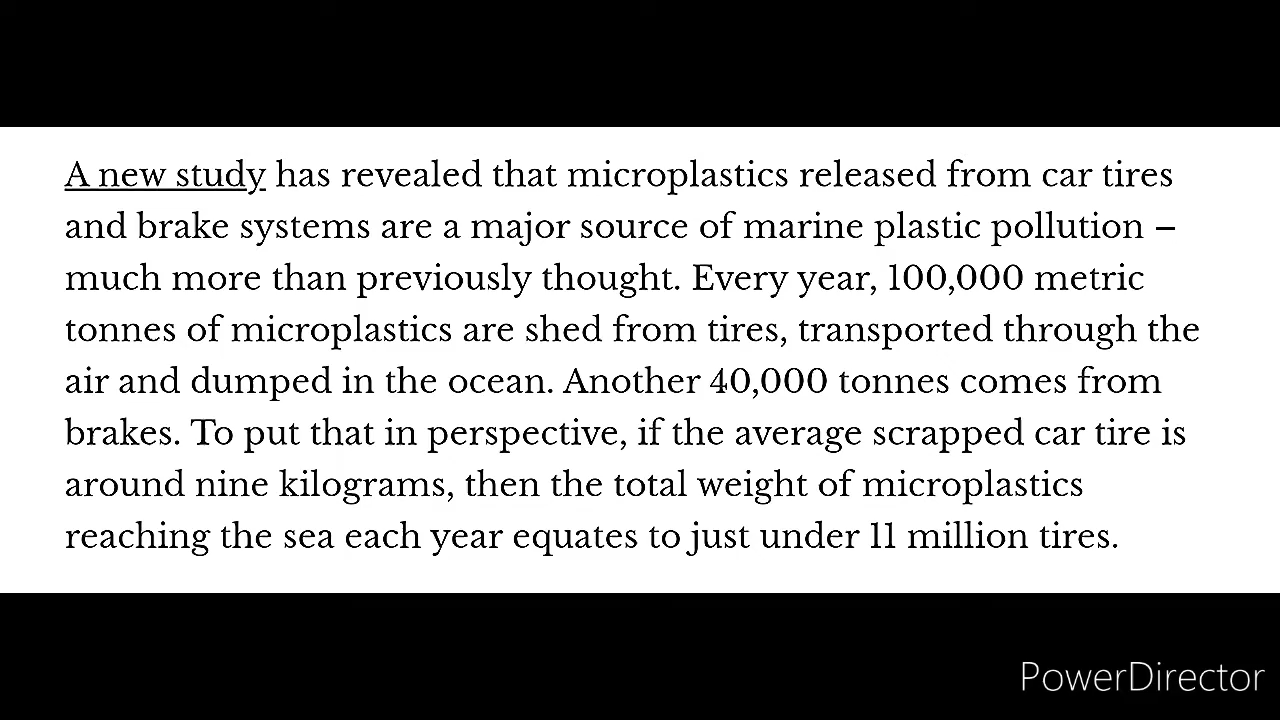 A new study has revealed that microplastics released from car tires
and brake systems are a major source of marine plastic pollution –
much more than previously thought. Every year, 100,000 metric
tonnes of microplastics are shed from tires, transported through the
air and dumped in the ocean. Another 40,000 tonnes comes from
brakes. To put that in perspective, if the average scrapped car tire is
around nine kilograms, then the total weight of microplastics
reaching the sea each year equates to just under 11 million tires.
PowerDirector